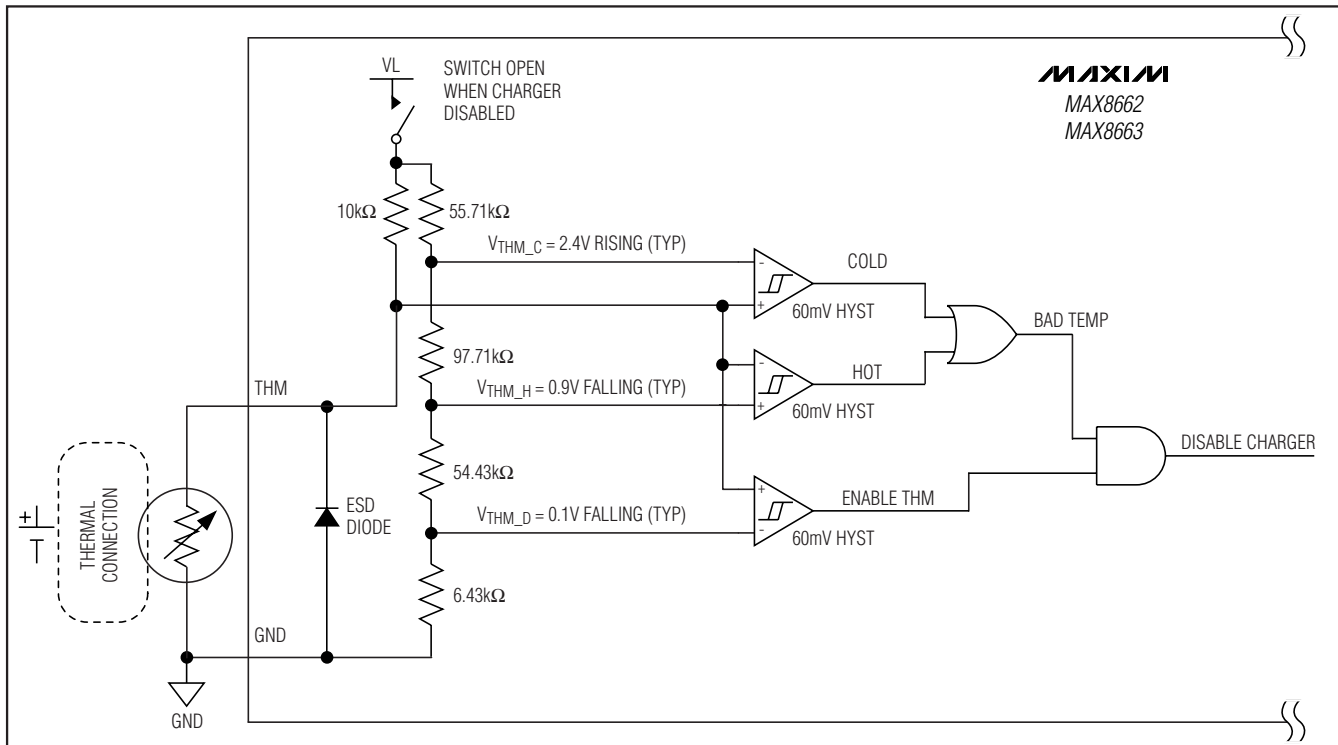 VL
SWITCH OPEN
WHEN CHARGER
DISABLED
MAXIM
MAX8662
MAX8663
10kΩ
55.71kΩ
VTHM_C = 2.4V RISING (TYP)
-
+
COLD
60mV HYST
97.71kΩ
-
+
HOT
60mV HYST
BAD TEMP
THM
VTHM_H = 0.9V FALLING (TYP)
DISABLE CHARGER
54.43kΩ
+
-
ENABLE THM
60mV HYST
+
THERMAL
CONNECTION
ESD
DIODE
VTHM_D = 0.1V FALLING (TYP)
6.43kΩ
GND
GND